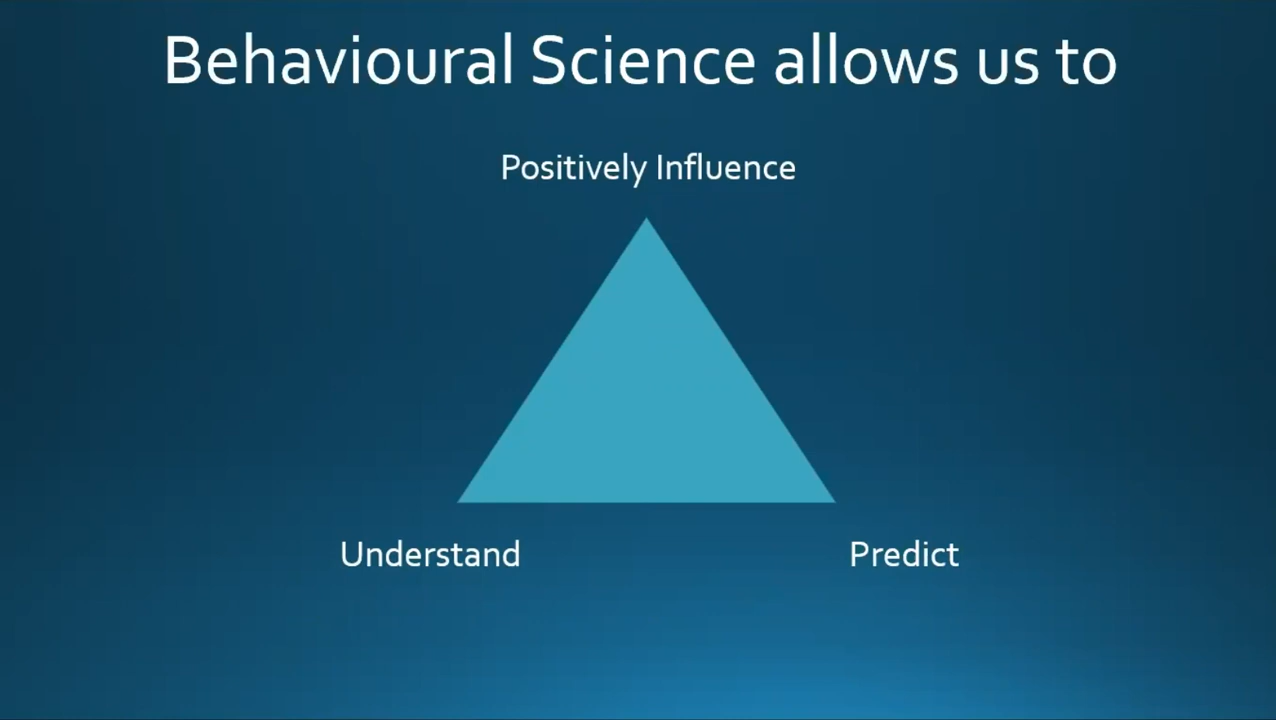 Behavioural Science allows us to
Positively Influence
Understand
Predict